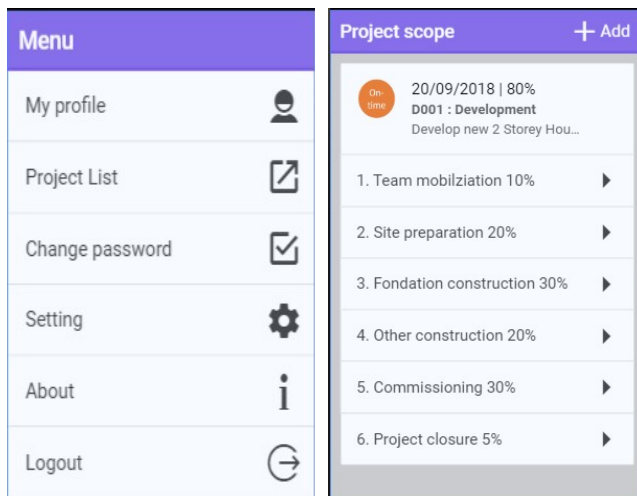 Menu
My profile
Project List
Change password
Setting
About
Logout
Project scope
Add
On-
time
20/09/2018 | 80%
D001 : Development
Develop new 2 Storey Hou...
1. Team mobilziation 10%
2. Site preparation 20%
3. Fondation construction 30%
4. Other construction 20%
5. Commissioning 30%
6. Project closure 5%